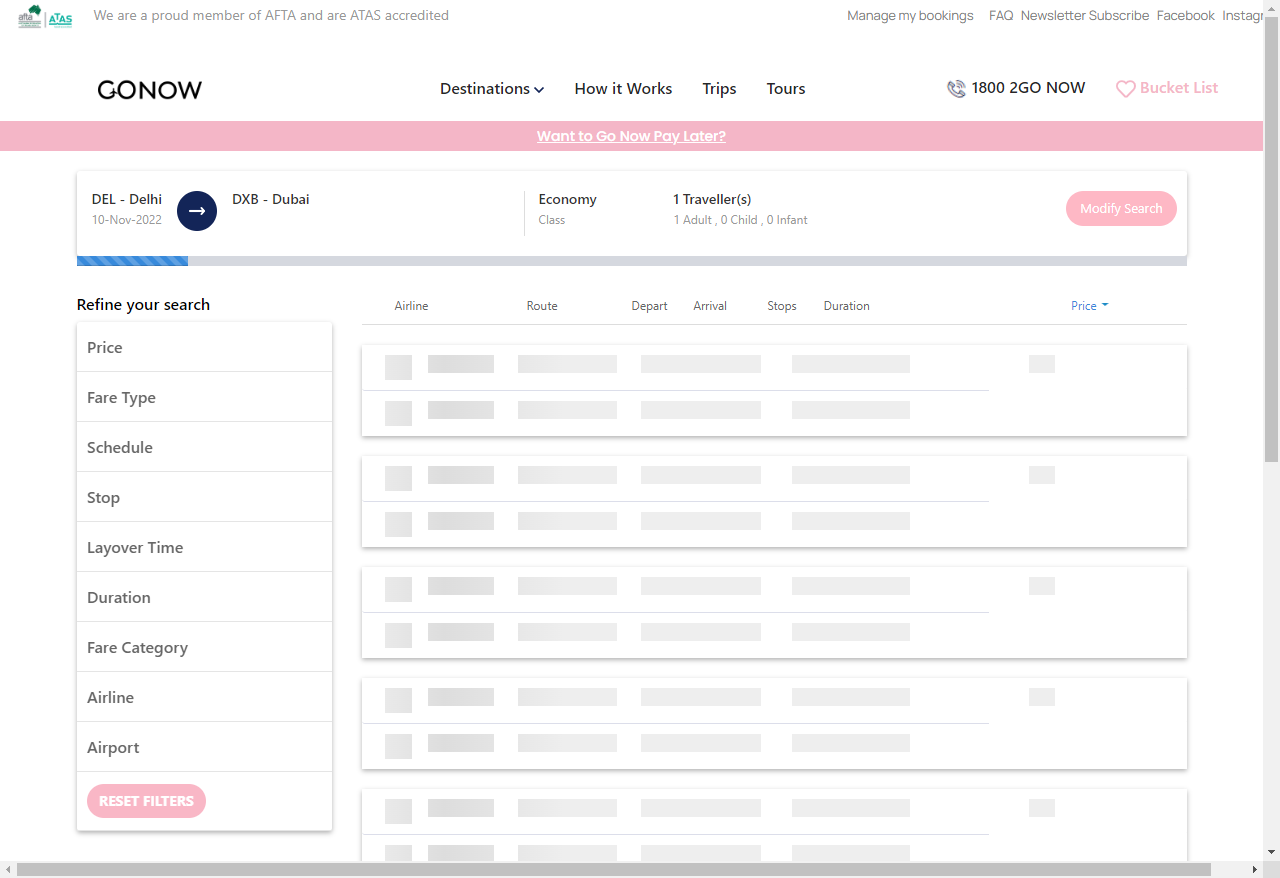 afta ATAS We are a proud member of AFTA and are ATAS accredited Manage my bookings FAQ Newsletter Subscribe Facebook
GONOW Destinations How it Works Trips Tours 1800 2GO NOW Bucket List
Want to Go Now Pay Later?
DEL - Delhi DXB - Dubai Economy 1 Traveller(s)
10-Nov-2022 Class 1 Adult , 0 Child , 0 Infant Modify Search
Refine your search Airline Route Depart Arrival Stops Duration Price
Price
Fare Type
Schedule
Stop
Layover Time
Duration
Fare Category
Airline
Airport
RESET FILTERS